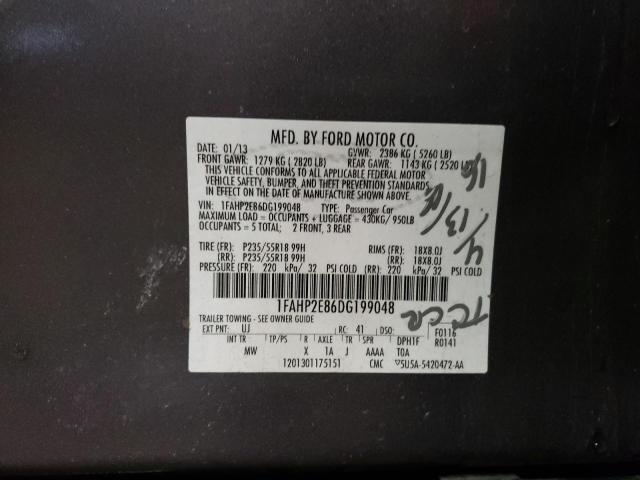 MFD. BY FORD MOTOR CO.
DATE: 01/13 GVWR: 2386 KG ( 5260 LB)
FRONT GAWR: 1279 KG ( 2820 LB) REAR GAWR: 1143 KG ( 2520 LB)
THIS VEHICLE CONFORMS TO ALL APPLICABLE FEDERAL MOTOR
VEHICLE SAFETY, BUMPER, AND THEFT PREVENTION STANDARDS
IN EFFECT ON THE DATE OF MANUFACTURE SHOWN ABOVE.
VIN: 1FAHP2E86DG199048 TYPE: Passenger Car
MAXIMUM LOAD = OCCUPANTS + LUGGAGE = 430KG/ 950LB
OCCUPANTS = 5 TOTAL; 2 FRONT, 3 REAR
TIRE (FR): P235/55R18 99H RIMS (FR): 18X8.0J
(RR): P235/55R18 99H (RR): 18X8.0J
PRESSURE (FR): 220 kPa/ 32 PSI COLD (RR): 220 kPa/ 32 PSI COLD
1FAHP2E86DG199048
TRAILER TOWING - SEE OWNER GUIDE
EXT PNT: UJ RC: 41 DSO: F0116
R0141
INT TR TP/PS R AXLE TR SPR DPHTF
MW X 1A J AAAA T0A
1201301175151 CMC ▽5U5A-5420472-AA
4/13/